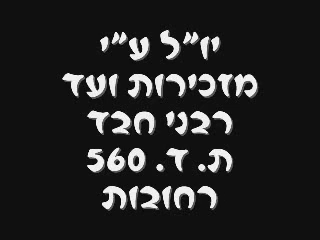 יו"ל ע"י
מזכירות ועד
רבני חבד
ת. ד. 560
רחובות